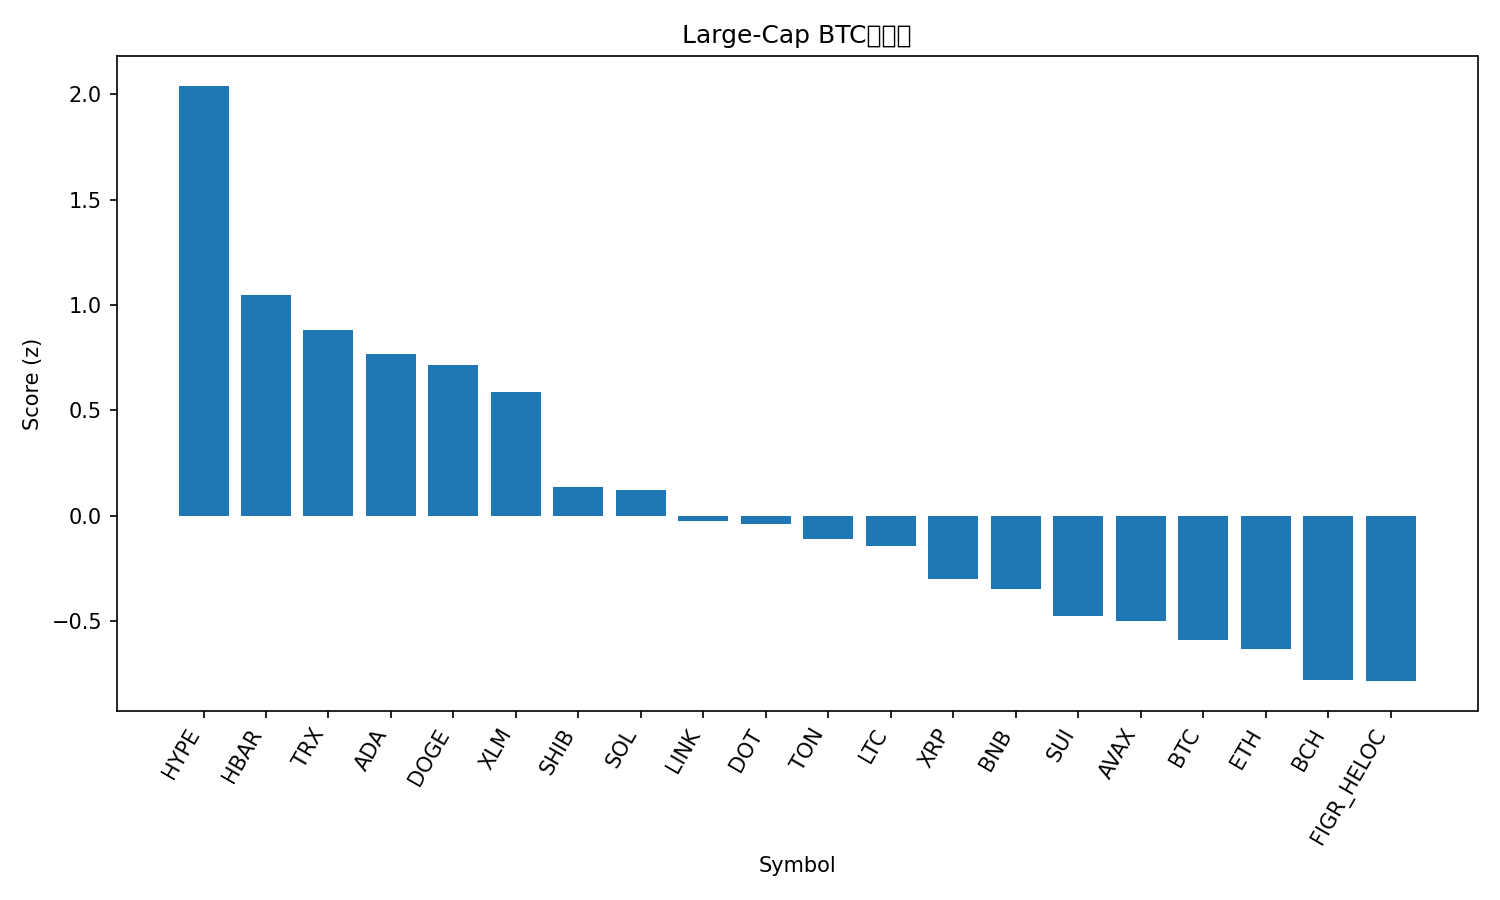 Large-Cap BTC
Score (z)
2.0
1.5
1.0
0.5
0.0
−0.5
HYPE
HBAR
TRX
ADA
DOGE
XLM
SHIB
SOL
LINK
DOT
TON
LTC
XRP
BNB
SUI
AVAX
BTC
ETH
BCH
FIGR_HELOC
Symbol